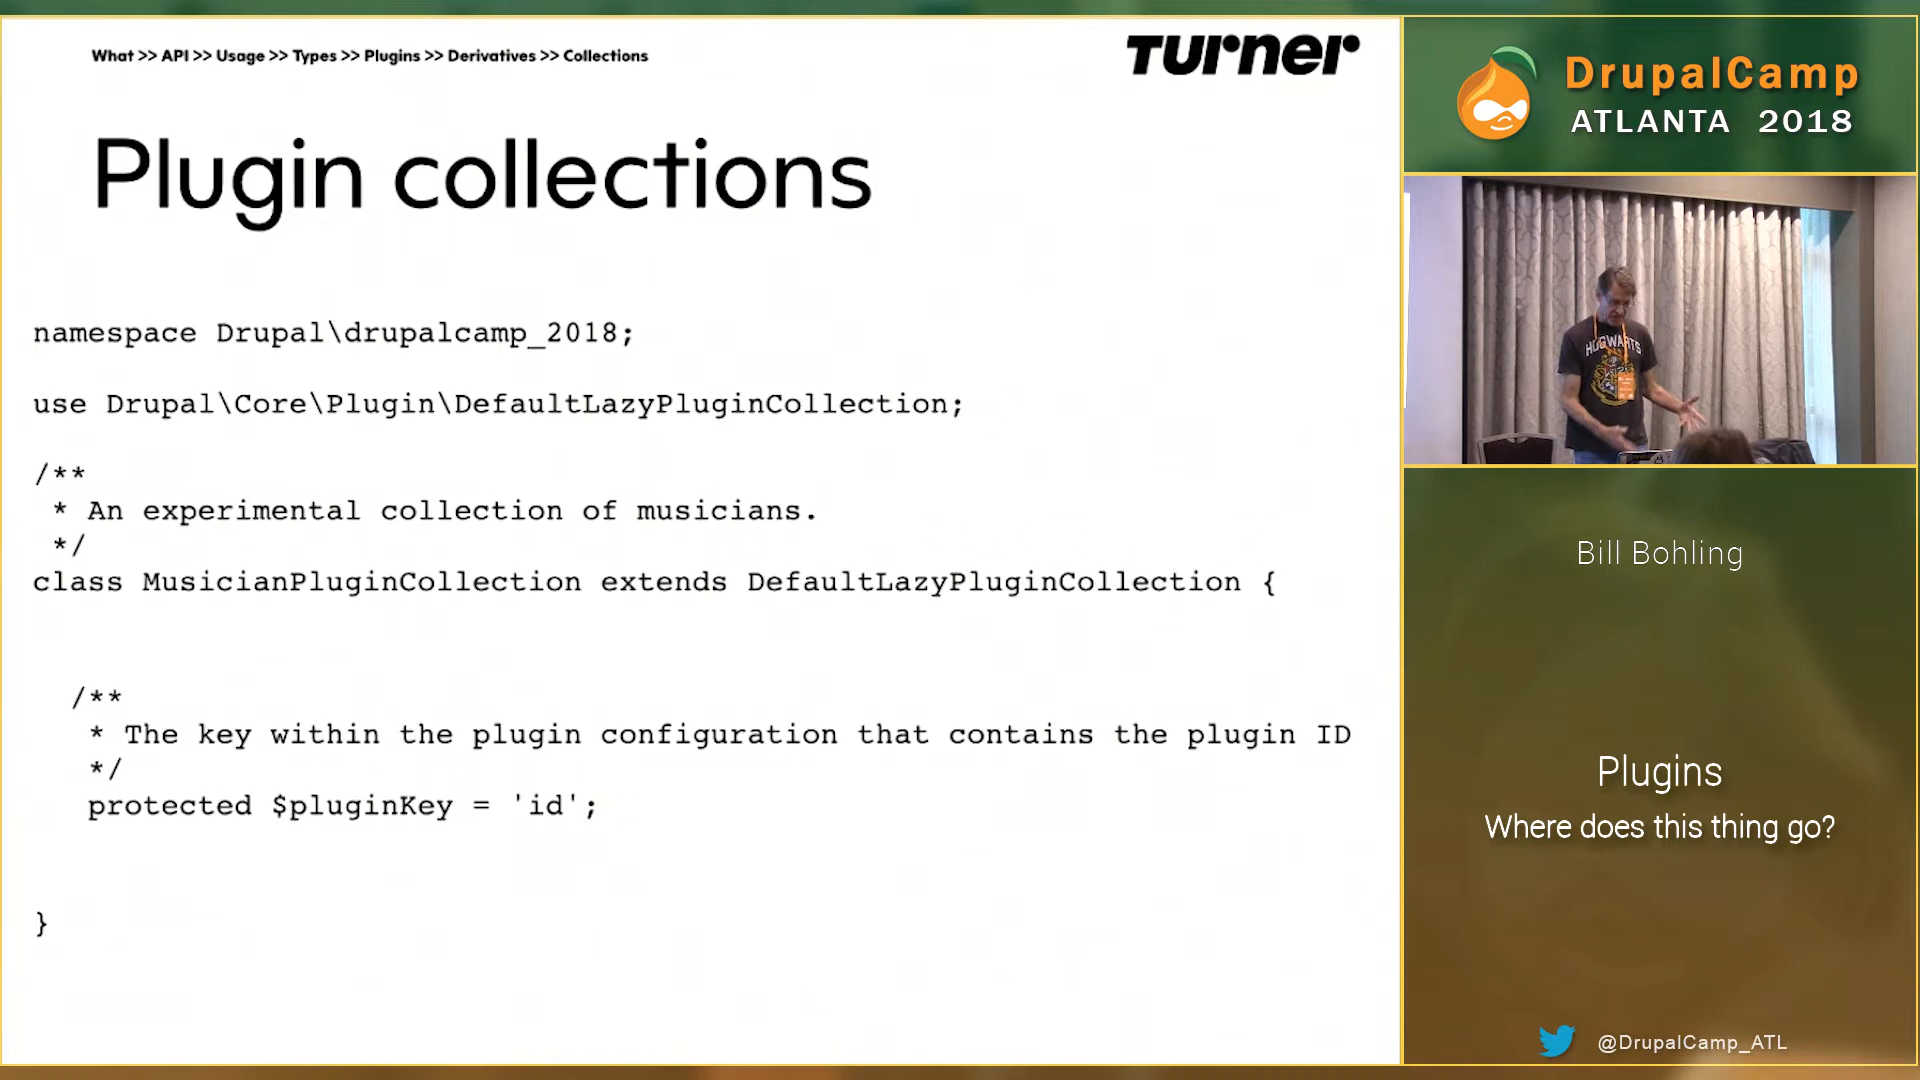 What >> API >> Usage >> Types >> Plugins >> Derivatives >> Collections
TURNER
Plugin collections
namespace Drupal\drupalcamp_2018;
use Drupal\Core\Plugin\DefaultLazyPluginCollection;
/**
* An experimental collection of musicians.
*/
class MusicianPluginCollection extends DefaultLazyPluginCollection {
/**
* The key within the plugin configuration that contains the plugin ID
*/
protected $pluginKey = 'id';
}
DrupalCamp
ATLANTA 2018
HOGWARTS
Bill Bohling
Plugins
Where does this thing go?
@DrupalCamp_ATL